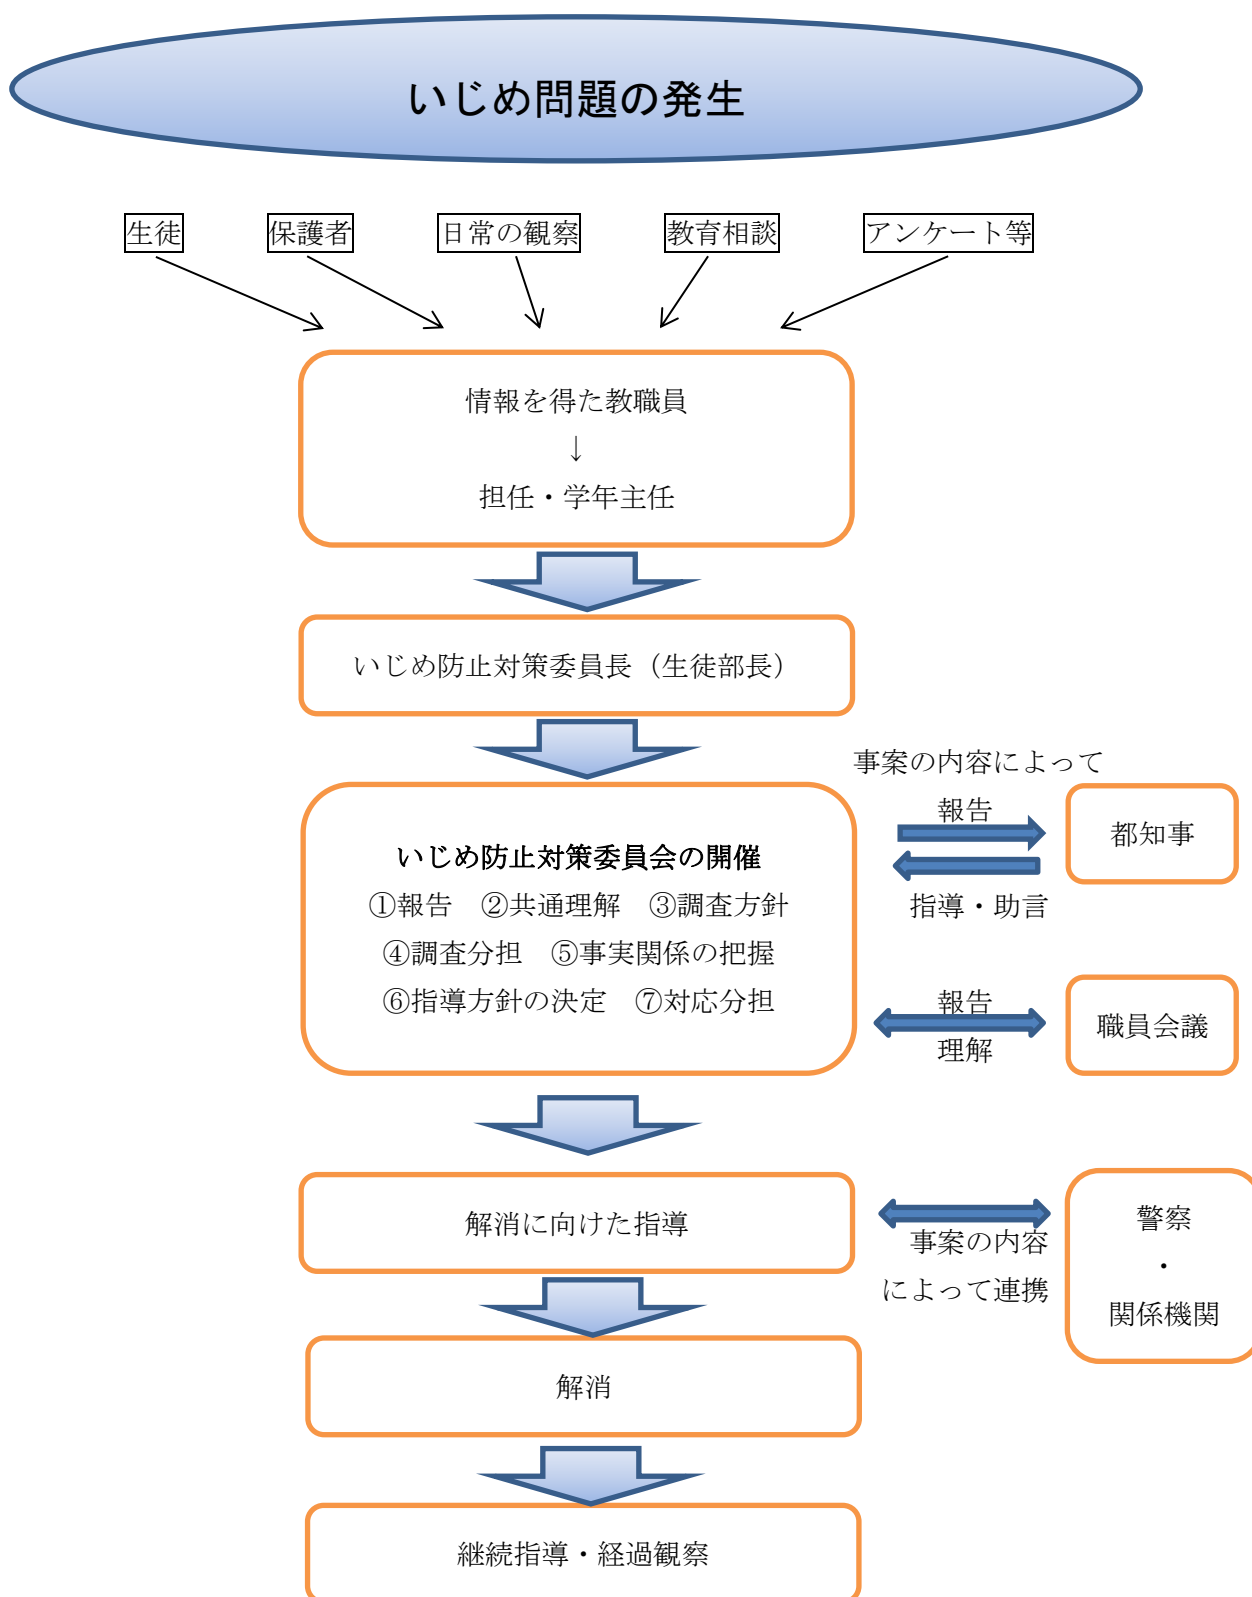 いじめ問題の発生
生徒
保護者
日常の観察
教育相談
アンケート等
情報を得た教職員
↓
担任・学年主任
いじめ防止対策委員長（生徒部長）
いじめ防止対策委員会の開催
①報告　②共通理解　③調査方針
④調査分担　⑤事実関係の把握
⑥指導方針の決定　⑦対応分担
事案の内容によって
報告
指導・助言
都知事
報告
理解
職員会議
解消に向けた指導
事案の内容
によって連携
警察
・
関係機関
解消
継続指導・経過観察